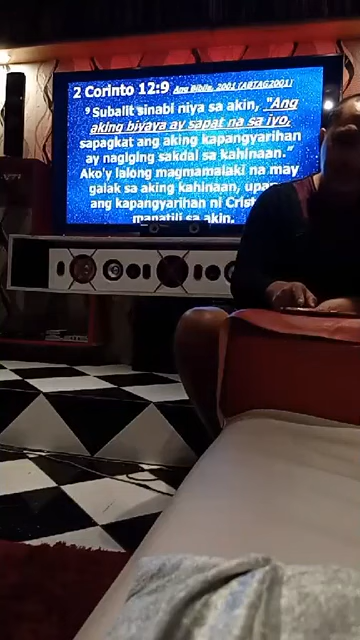 2 Corinto 12:9 Ang Biblia, 2001 (ABTAG2001)
9 Subalit sinabi niya sa akin, "Ang
aking biyaya ay sapat na sa iyo,
sapagkat ang aking kapangyarihan
ay nagiging sakdal sa kahinaan."
Ako'y lalong magmamalaki na may
galak sa aking kahinaan, upa
ang kapangyarihan ni Cris
manatili sa akin.